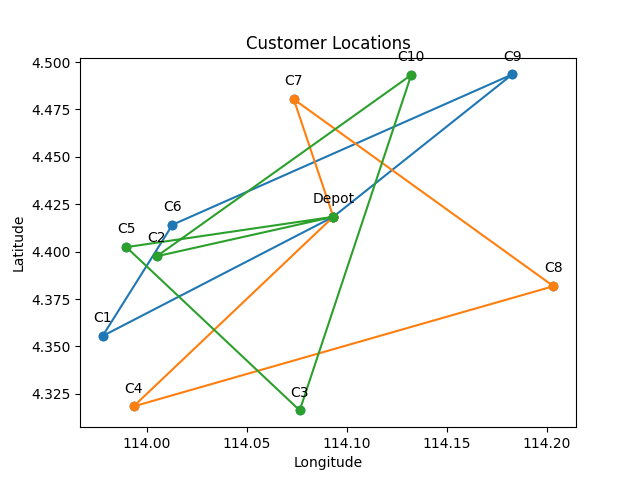 Customer Locations
C10
C9
C7
Depot
C6
C5
C2
C8
C1
C4
C3
4.500
4.475
4.450
4.425
4.400
4.375
4.350
4.325
Latitude
114.00
114.05
114.10
114.15
114.20
Longitude